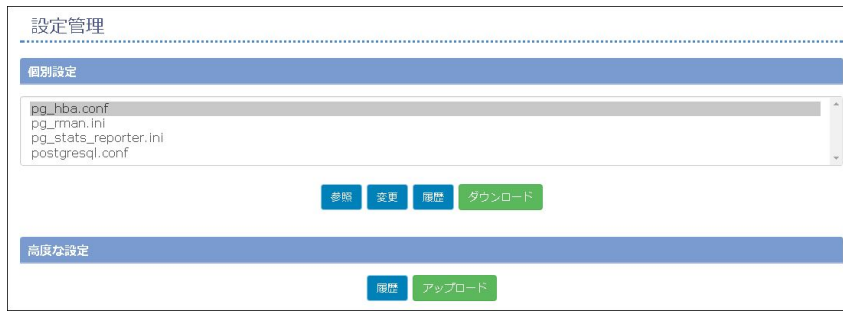 設定管理
個別設定
pg_hba.conf
pg_rman.ini
pg_stats_reporter.ini
postgresql.conf
参照 変更 履歴 ダウンロード
高度な設定
履歴 アップロード